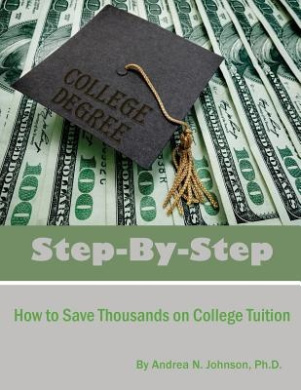 COLLEGE
DEGREE
Step-By-Step
How to Save Thousands on College Tuition
By Andrea N. Johnson, Ph.D.